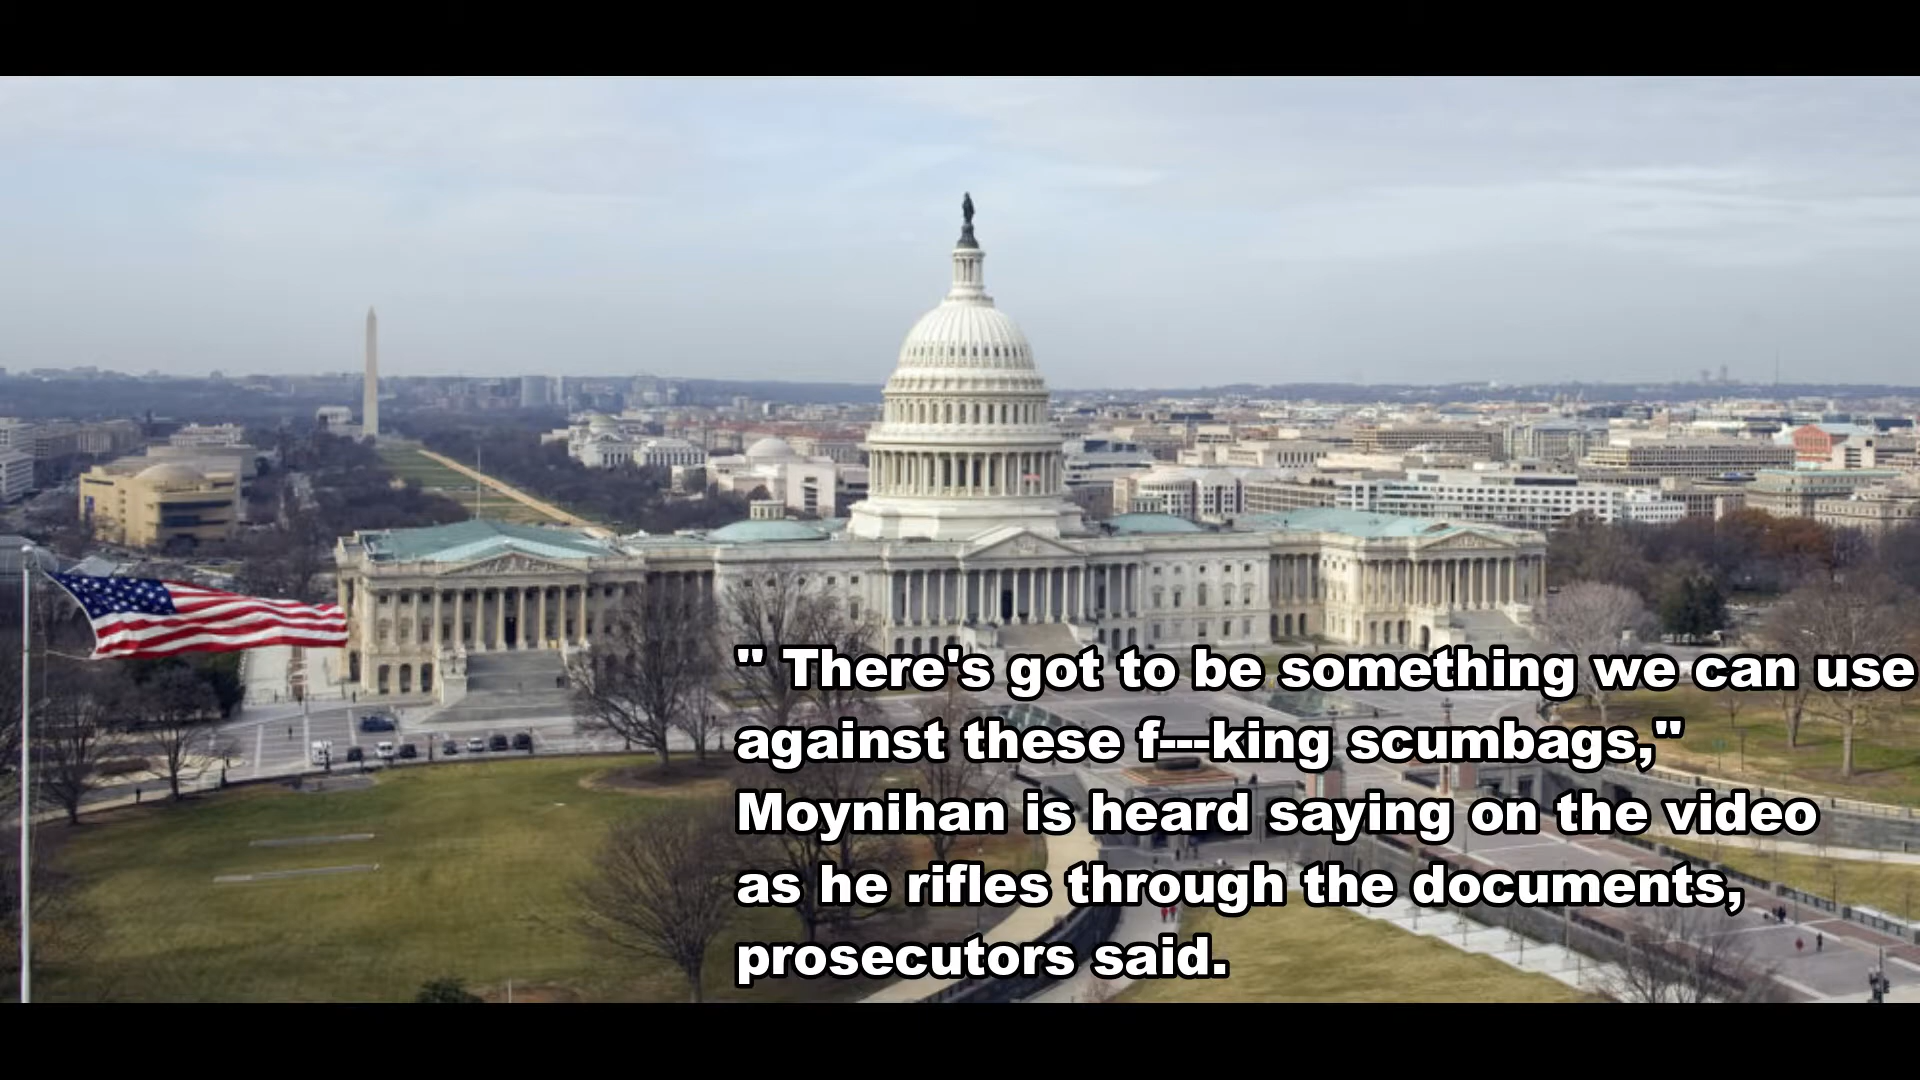 " There's got to be something we can use
against these f---king scumbags,"
Moynihan is heard saying on the video
as he rifles through the documents,
prosecutors said.